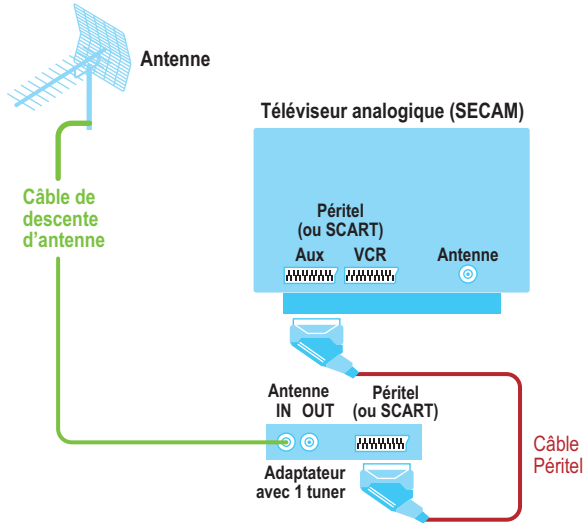 Antenne
Téléviseur analogique (SECAM)
Câble de
descente
d'antenne
Péritel
(ou SCART)
Aux VCR
Antenne
Antenne
IN OUT
Péritel
(ou SCART)
Adaptateur
avec 1 tuner
Câble
Péritel